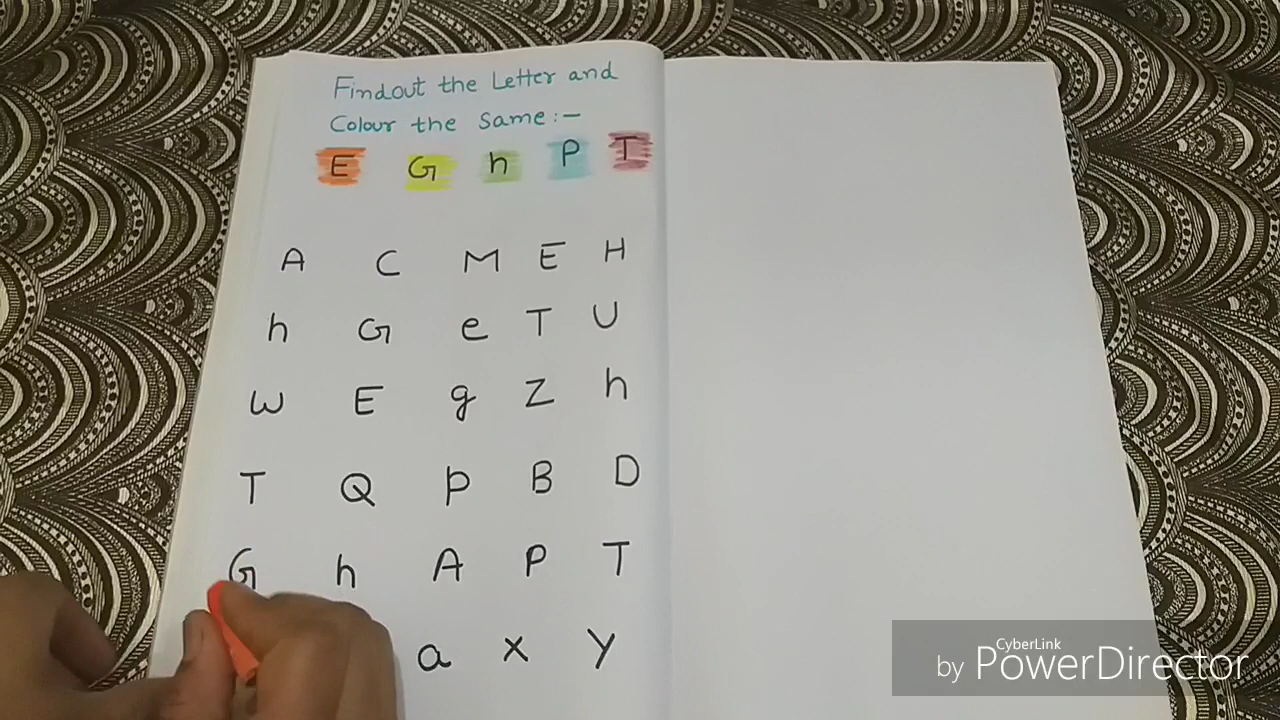 Findout the Letter and
Colour the same :-
E G h P T
A C M E H
h G e T U
W E g Z h
T Q p B D
G h A P T
a x y
CyberLink
by PowerDirector